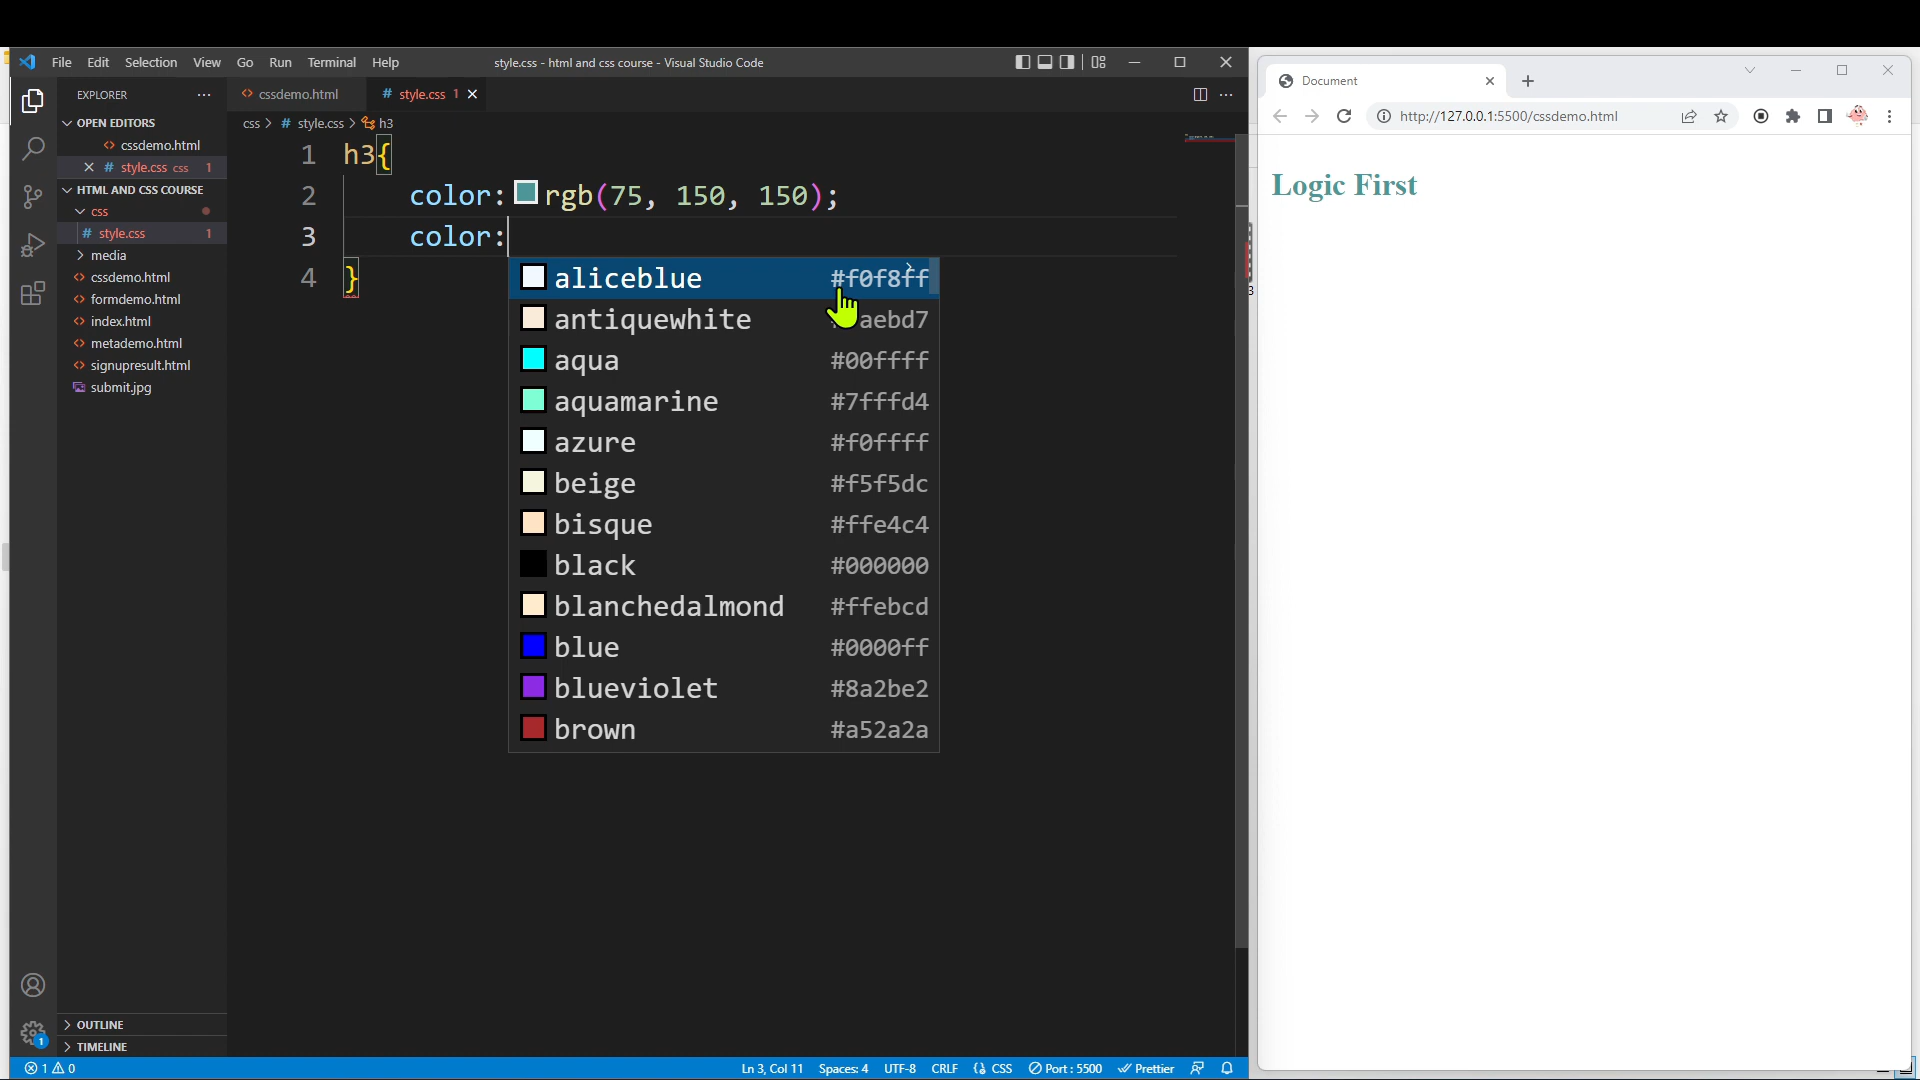 File Edit Selection View Go Run Terminal Help
style.css - html and css course - Visual Studio Code
EXPLORER
OPEN EDITORS
cssdemo.html
style.css css 1
HTML AND CSS COURSE
css
style.css 1
media
cssdemo.html
formdemo.html
index.html
metademo.html
signupresult.html
submit.jpg
OUTLINE
TIMELINE
cssdemo.html
# style.css 1
css > # style.css > h3
1 h3{
2 color: rgb(75, 150, 150);
3 color:
4 }
aliceblue #f0f8ff
antiquewhite aebd7
aqua #00ffff
aquamarine #7fffd4
azure #f0ffff
beige #f5f5dc
bisque #ffe4c4
black #000000
blanchedalmond #ffebcd
blue #0000ff
blueviolet #8a2be2
brown #a52a2a
1
1 0
Ln 3, Col 11 Spaces: 4 UTF-8 CRLF {} CSS Port : 5500 Prettier
Document
http://127.0.0.1:5500/cssdemo.html
Logic First
3